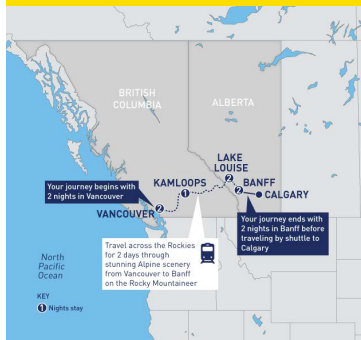 BRITISH
COLUMBIA
ALBERTA
LAKE
LOUISE
KAMLOOPS
2
1
2
BANFF
CALGARY
Your journey begins with
2 nights in Vancouver
VANCOUVER
2
Your journey ends with
2 nights in Banff before
traveling by shuttle to
Calgary
Travel across the Rockies
for 2 days through
stunning Alpine scenery
from Vancouver to Banff
on the Rocky Mountaineer
North
Pacific
Ocean
KEY
1 Nights stay